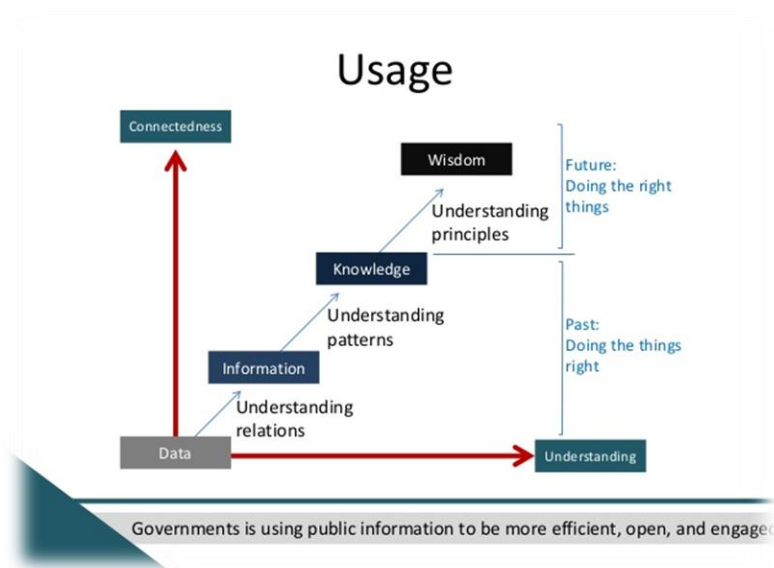 Usage
Connectedness
Wisdom
Future:
Doing the right
things
Understanding
principles
Knowledge
Understanding
patterns
Past:
Doing the things
right
Information
Understanding
relations
Data
Understanding
Governments is using public information to be more efficient, open, and engaged